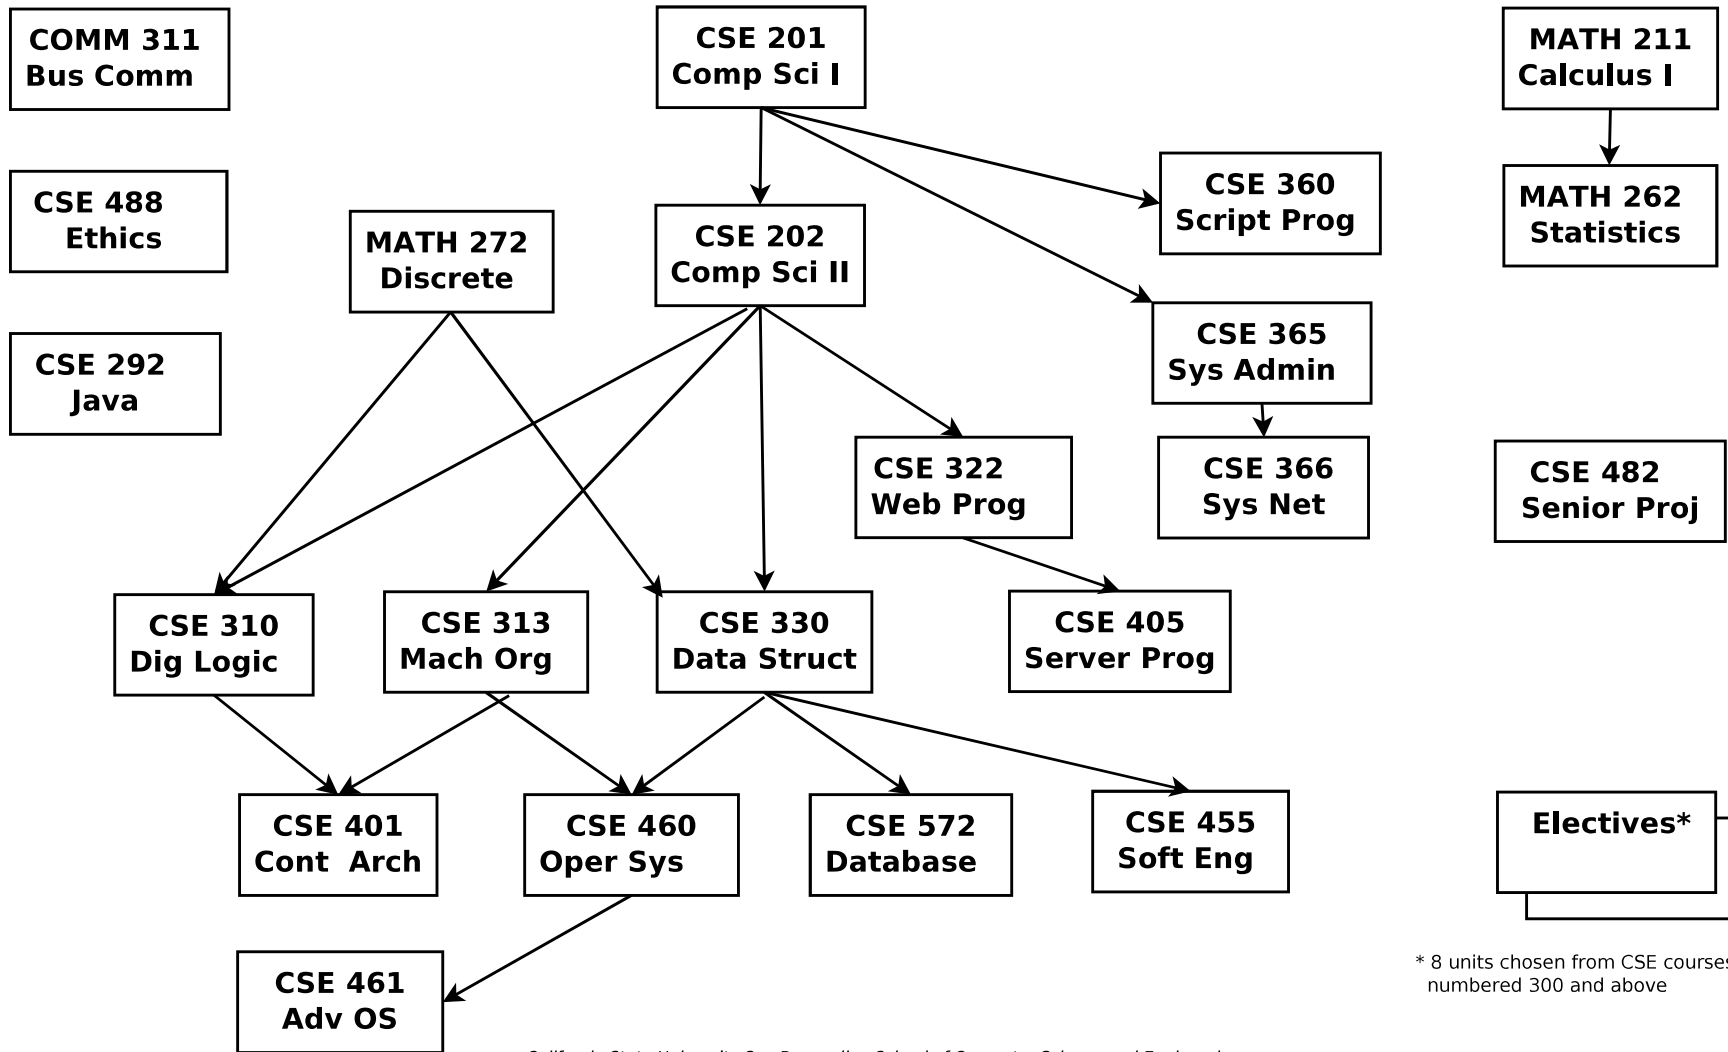 COMM 311
Bus Comm
CSE 201
Comp Sci I
MATH 211
Calculus I
CSE 360
Script Prog
MATH 262
Statistics
CSE 488
Ethics
MATH 272
Discrete
CSE 202
Comp Sci II
CSE 365
Sys Admin
CSE 292
Java
CSE 322
Web Prog
CSE 366
Sys Net
CSE 482
Senior Proj
CSE 310
Dig Logic
CSE 313
Mach Org
CSE 330
Data Struct
CSE 405
Server Prog
CSE 401
Cont Arch
CSE 460
Oper Sys
CSE 572
Database
CSE 455
Soft Eng
Electives*
* 8 units chosen from CSE courses
numbered 300 and above
CSE 461
Adv OS